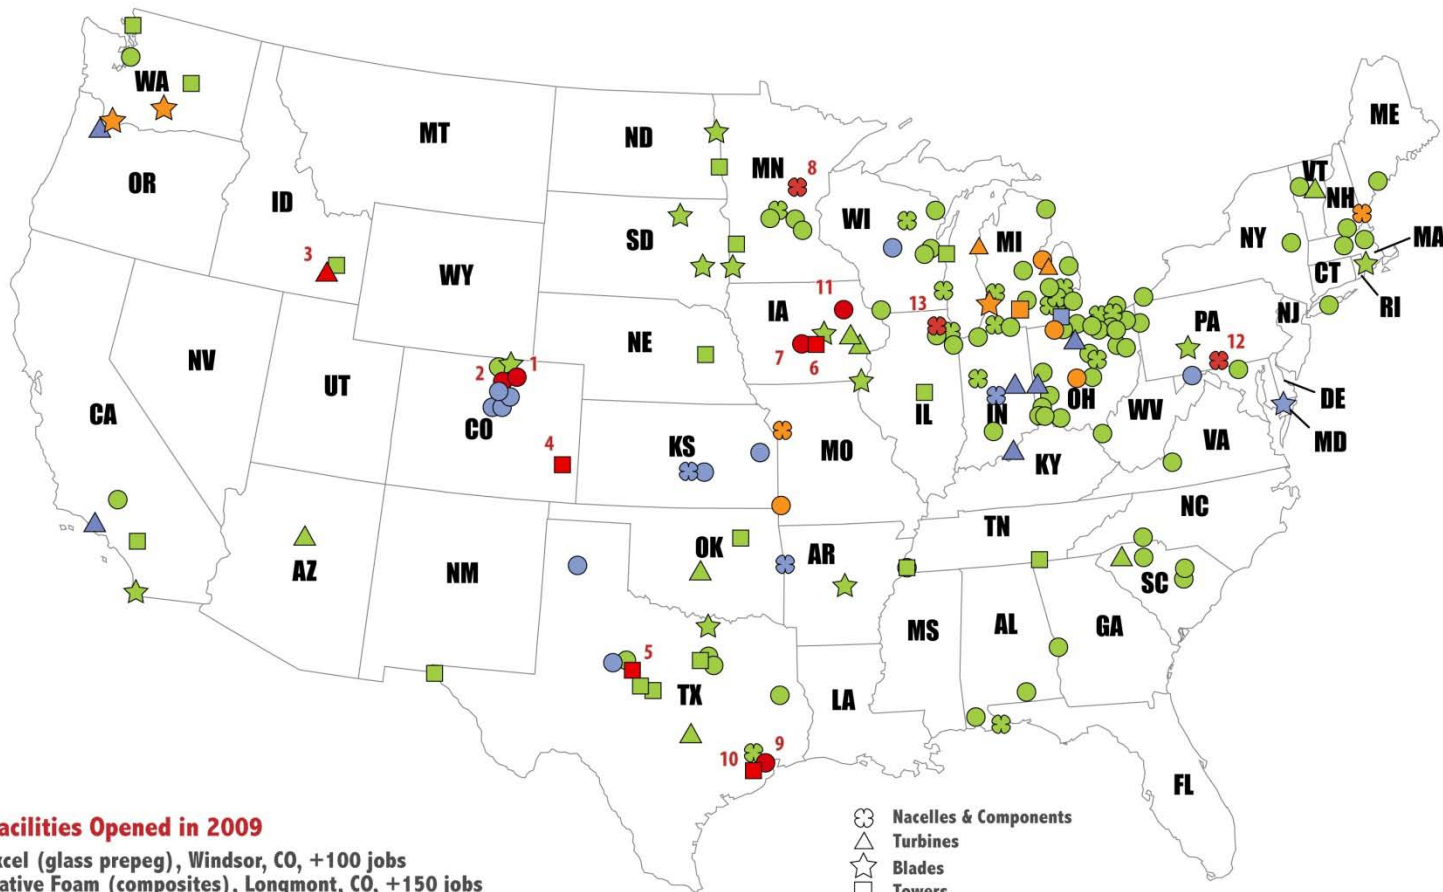 WA
MT
ND
MN
8
ME
OR
ID
SD
WI
MI
VT
NH
NY
MA
CT
RI
3
WY
IA
11
13
PA
NJ
12
NV
UT
NE
7
6
2
1
CA
CO
4
KS
MO
IL
IN
OH
WV
VA
DE
MD
KY
AZ
NM
OK
AR
TN
NC
SC
MS
AL
GA
5
TX
LA
10
9
FL
acilities Opened in 2009
xcel (glass prepeg), Windsor, CO, +100 jobs
ative Foam (composites), Longmont, CO, +150 jobs
Nacelles & Components
Turbines
Blades
Towers